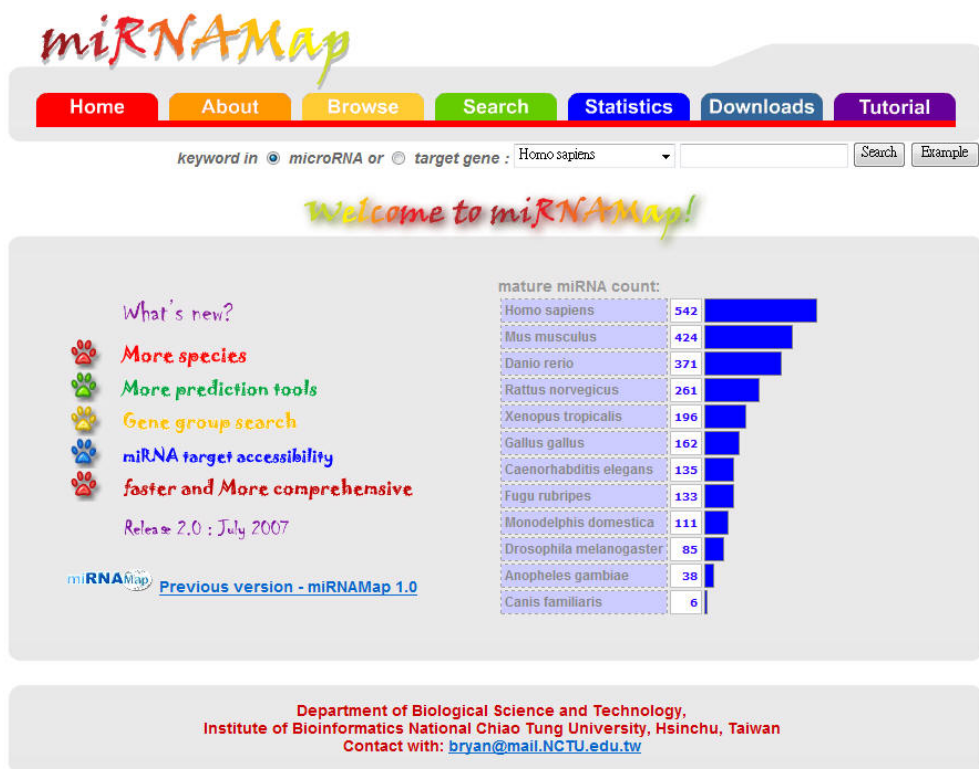 miRNAMap
Home About Browse Search Statistics Downloads Tutorial
keyword in microRNA or target gene : Homo sapiens Search Example
Welcome to miRNAMap!
What's new?
More species
More prediction tools
Gene group search
miRNA target accessibility
faster and More comprehemsive
Release 2.0 : July 2007
miRNAMap Previous version - miRNAMap 1.0
mature miRNA count:
Homo sapiens 542
Mus musculus 424
Danio rerio 371
Rattus norvegicus 261
Xenopus tropicalis 196
Gallus gallus 162
Caenorhabditis elegans 135
Fugu rubripes 133
Monodelphis domestica 111
Drosophila melanogaster 85
Anopheles gambiae 38
Canis familiaris 6
Department of Biological Science and Technology,
Institute of Bioinformatics National Chiao Tung University, Hsinchu, Taiwan
Contact with: bryan@mail.NCTU.edu.tw